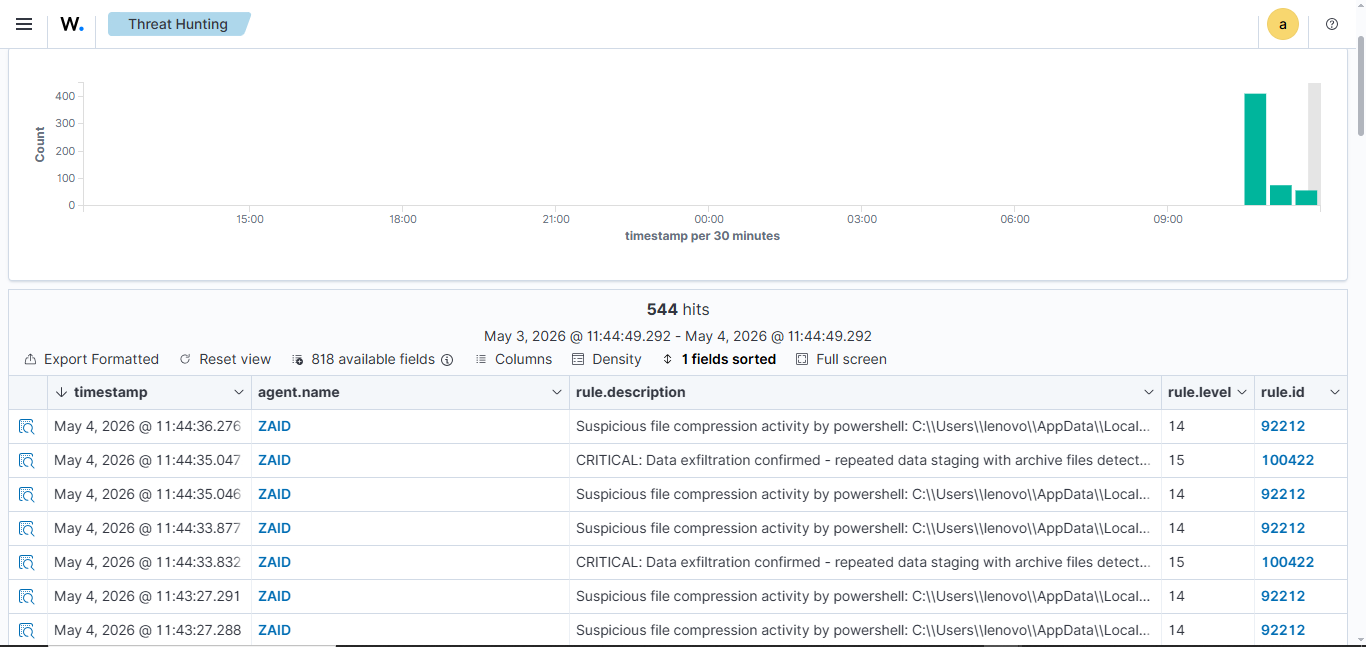 W. Threat Hunting a
400
300
200
100
0
Count
15:00 18:00 21:00 00:00 03:00 06:00 09:00
timestamp per 30 minutes
544 hits
May 3, 2026 @ 11:44:49.292 - May 4, 2026 @ 11:44:49.292
Export Formatted Reset view 818 available fields Columns Density 1 fields sorted Full screen
timestamp agent.name rule.description rule.level rule.id
May 4, 2026 @ 11:44:36.276 ZAID Suspicious file compression activity by powershell: C:\\Users\\lenovo\\AppData\\Local... 14 92212
May 4, 2026 @ 11:44:35.047 ZAID CRITICAL: Data exfiltration confirmed - repeated data staging with archive files detect... 15 100422
May 4, 2026 @ 11:44:35.046 ZAID Suspicious file compression activity by powershell: C:\\Users\\lenovo\\AppData\\Local... 14 92212
May 4, 2026 @ 11:44:33.877 ZAID Suspicious file compression activity by powershell: C:\\Users\\lenovo\\AppData\\Local... 14 92212
May 4, 2026 @ 11:44:33.832 ZAID CRITICAL: Data exfiltration confirmed - repeated data staging with archive files detect... 15 100422
May 4, 2026 @ 11:43:27.291 ZAID Suspicious file compression activity by powershell: C:\\Users\\lenovo\\AppData\\Local... 14 92212
May 4, 2026 @ 11:43:27.288 ZAID Suspicious file compression activity by powershell: C:\\Users\\lenovo\\AppData\\Local... 14 92212